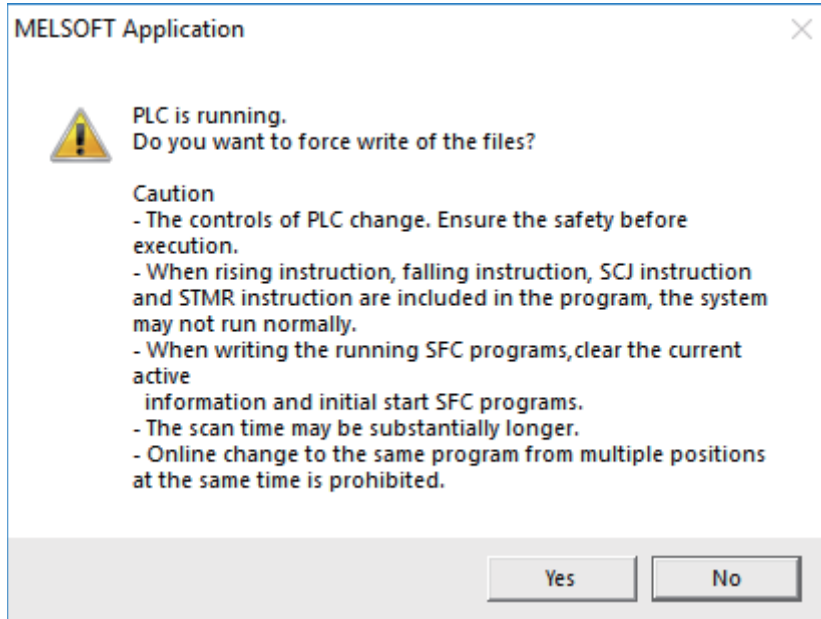 MELSOFT Application
PLC is running.
Do you want to force write of the files?
Caution
- The controls of PLC change. Ensure the safety before
execution.
- When rising instruction, falling instruction, SCJ instruction
and STMR instruction are included in the program, the system
may not run normally.
- When writing the running SFC programs,clear the current
active
information and initial start SFC programs.
- The scan time may be substantially longer.
- Online change to the same program from multiple positions
at the same time is prohibited.
Yes
No